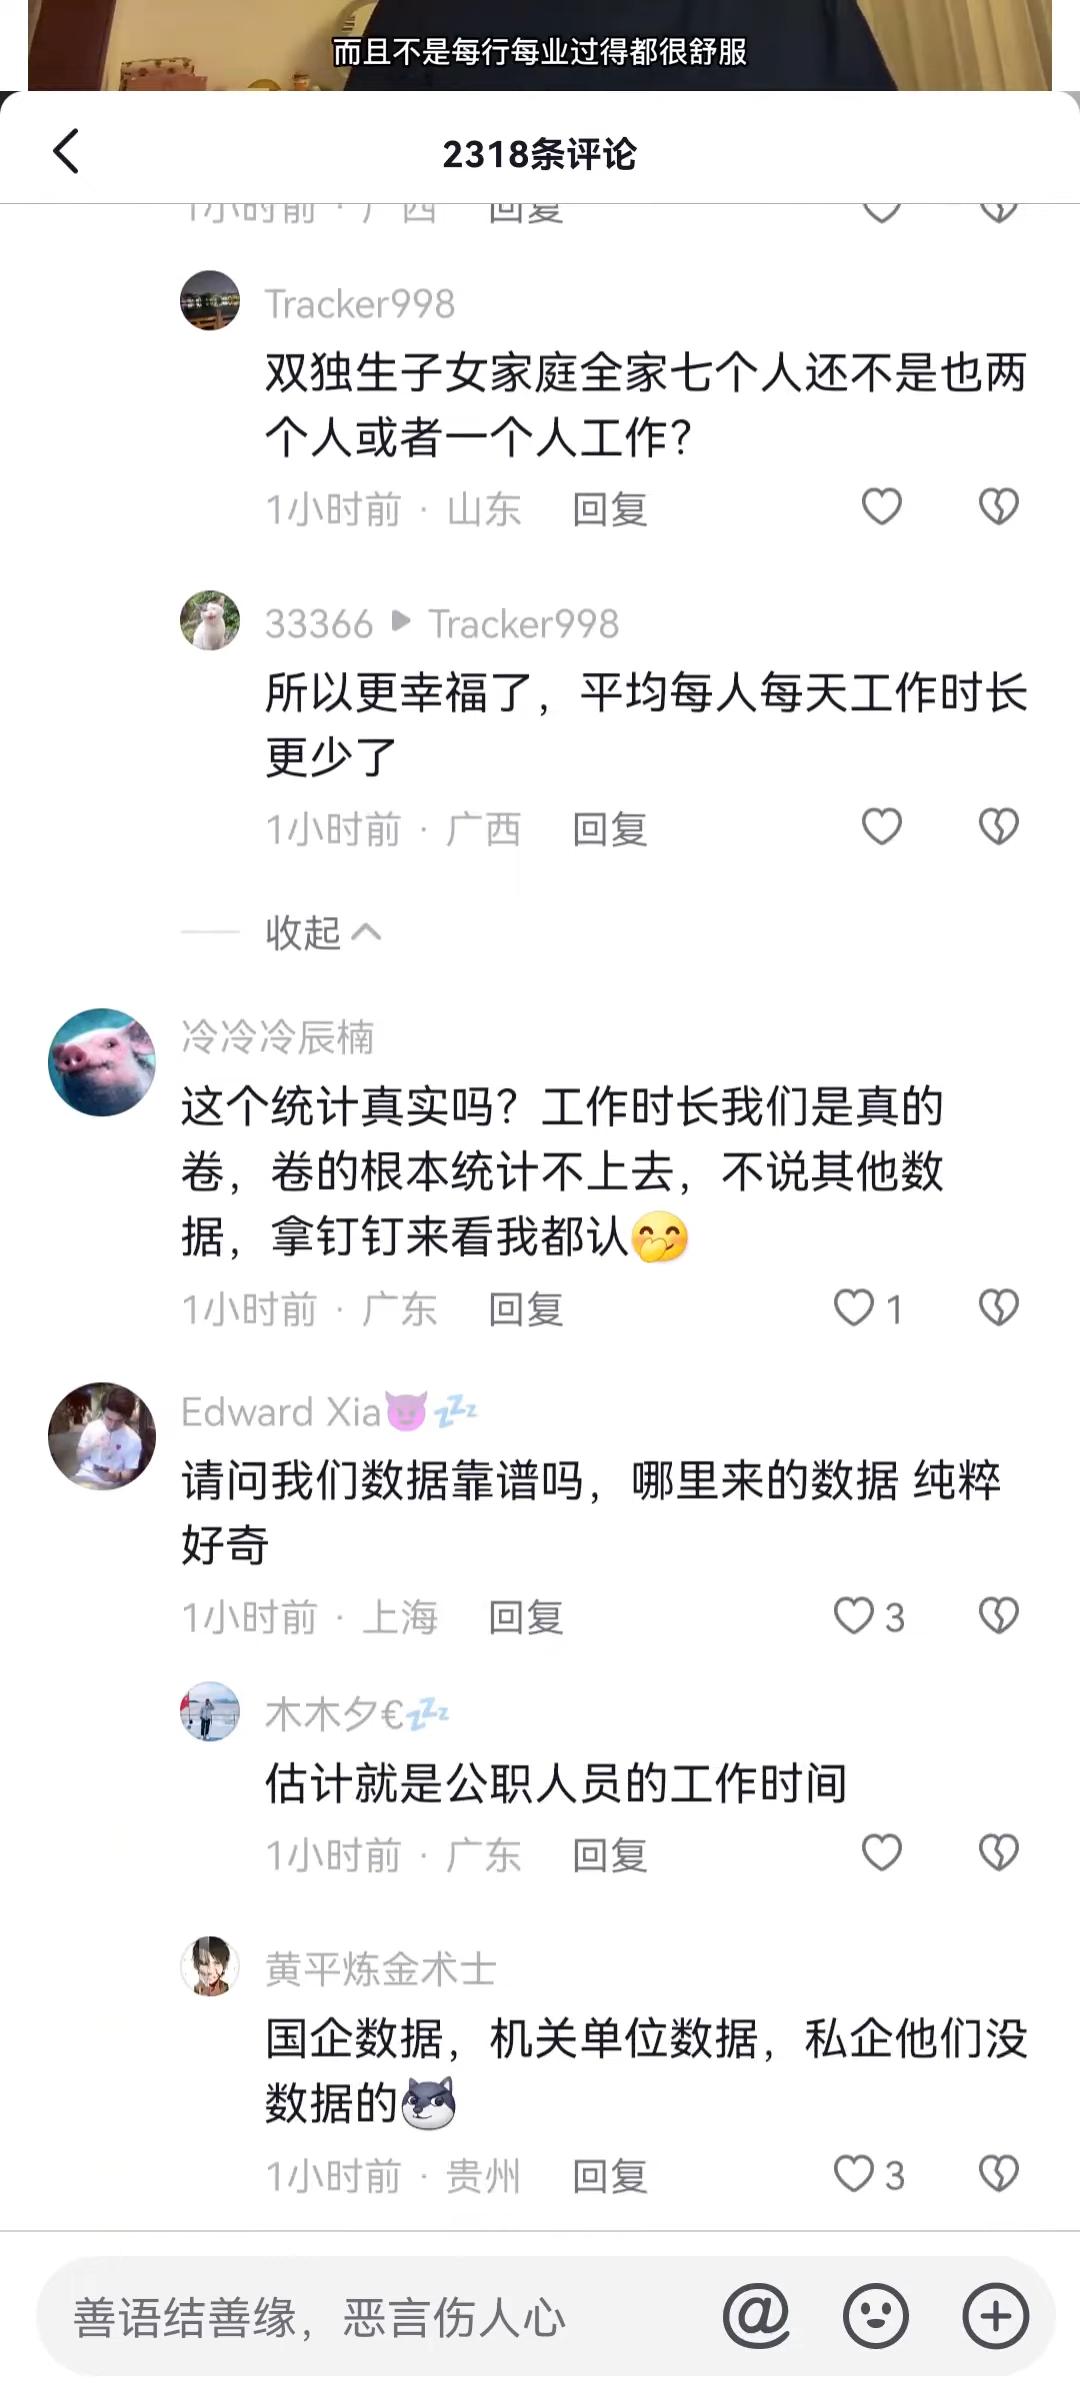 而且不是每行每业过得都很舒服
2318条评论
1小时前 · 广西 回复
Tracker998
双独生子女家庭全家七个人还不是也两
个人或者一个人工作？
1小时前 · 山东 回复
33366 ▶ Tracker998
所以更幸福了，平均每人每天工作时长
更少了
1小时前 · 广西 回复
收起
冷冷冷辰楠
这个统计真实吗？工作时长我们是真的
卷，卷的根本统计不上去，不说其他数
据，拿钉钉来看我都认🤭
1小时前 · 广东 回复 1
Edward Xia😈💤
请问我们数据靠谱吗，哪里来的数据 纯粹
好奇
1小时前 · 上海 回复 3
木木夕€💤
估计就是公职人员的工作时间
1小时前 · 广东 回复
黄平炼金术士
国企数据，机关单位数据，私企他们没
数据的
1小时前 · 贵州 回复 3
善语结善缘，恶言伤人心